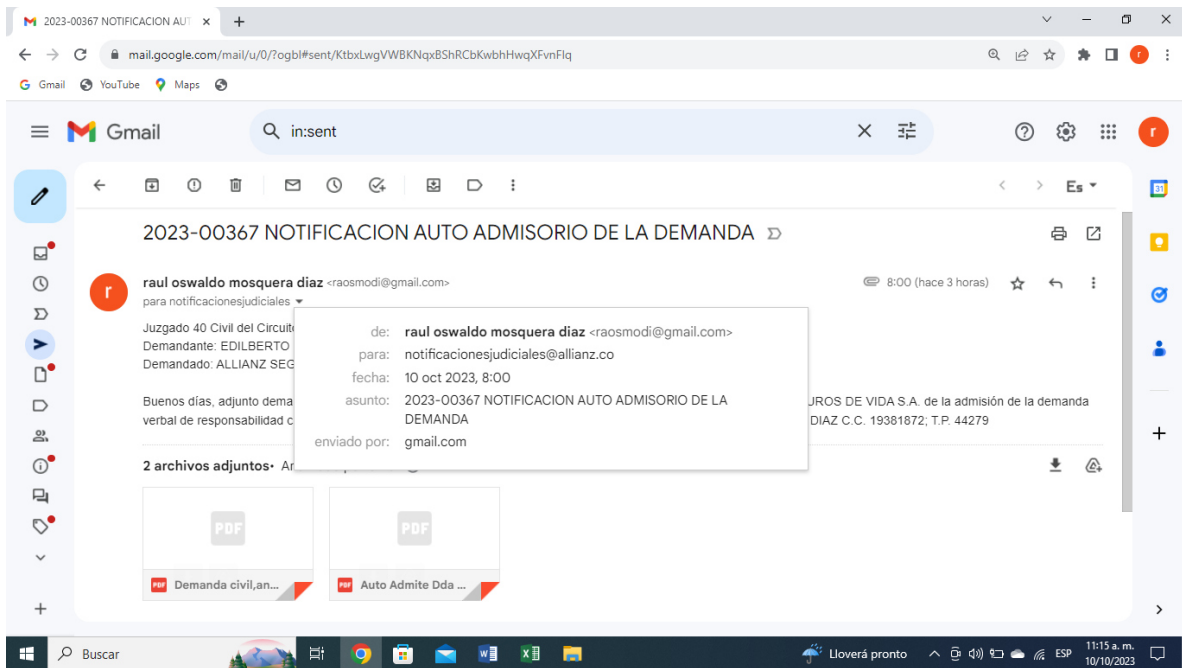 2023-00367 NOTIFICACION AUT
mail.google.com/mail/u/0/?ogbl#sent/KtbxLwgVWBKNqxBShRCbKwbhHwqXFvnFlq
r
Gmail YouTube Maps
Gmail
in:sent
r
Es
31
2023-00367 NOTIFICACION AUTO ADMISORIO DE LA DEMANDA
r
raul oswaldo mosquera diaz <raosmodi@gmail.com>
8:00 (hace 3 horas)
para notificacionesjudiciales
Juzgado 40 Civil del Circuito
Demandante: EDILBERTO
Demandado: ALLIANZ SEG
Buenos días, adjunto dema
UROS DE VIDA S.A. de la admisión de la demanda
verbal de responsabilidad c
DIAZ C.C. 19381872; T.P. 44279
de: raul oswaldo mosquera diaz <raosmodi@gmail.com>
para: notificacionesjudiciales@allianz.co
fecha: 10 oct 2023, 8:00
asunto: 2023-00367 NOTIFICACION AUTO ADMISORIO DE LA
DEMANDA
enviado por: gmail.com
2 archivos adjuntos•
PDF
PDF
PDF Demanda civil,an...
PDF Auto Admite Dda ...
Buscar
Lloverá pronto
ESP
11:15 a. m.
10/10/2023